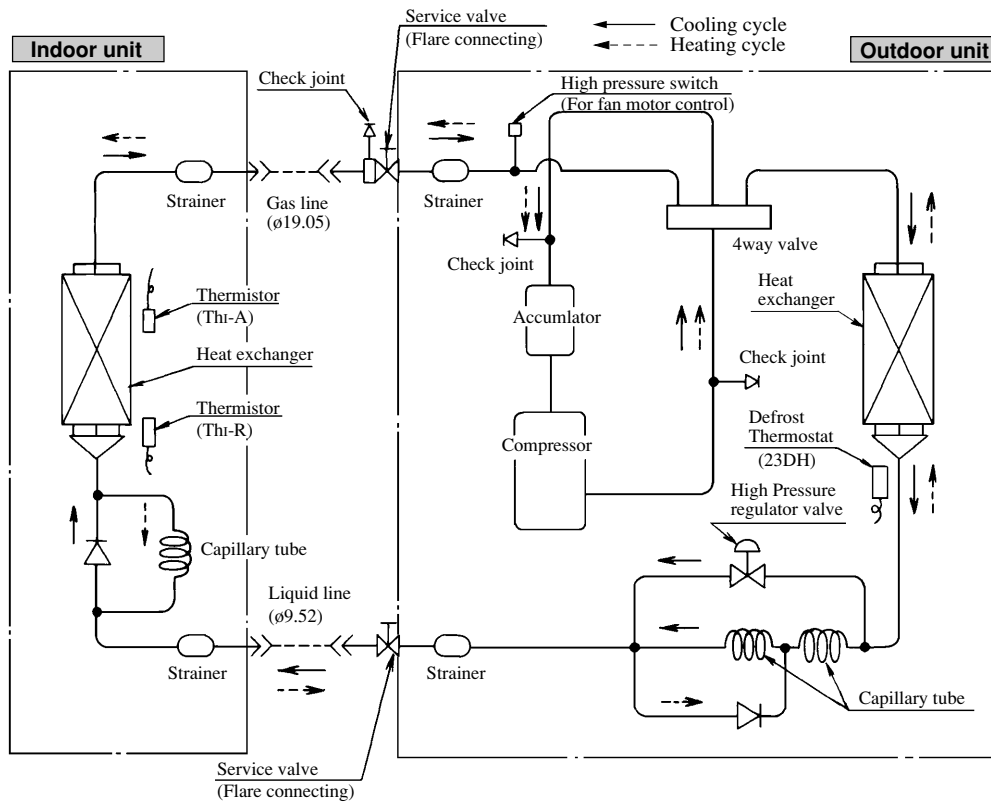 Service valve
(Flare connecting)
Cooling cycle
Heating cycle
Indoor unit
Outdoor unit
Check joint
High pressure switch
(For fan motor control)
Strainer
Gas line
(ø19.05)
Strainer
4way valve
Check joint
Thermistor
(ThI-A)
Accumlator
Heat
exchanger
Heat exchanger
Check joint
Thermistor
(ThI-R)
Compressor
Defrost
Thermostat
(23DH)
High Pressure
regulator valve
Capillary tube
Liquid line
(ø9.52)
Strainer
Strainer
Capillary tube
Service valve
(Flare connecting)